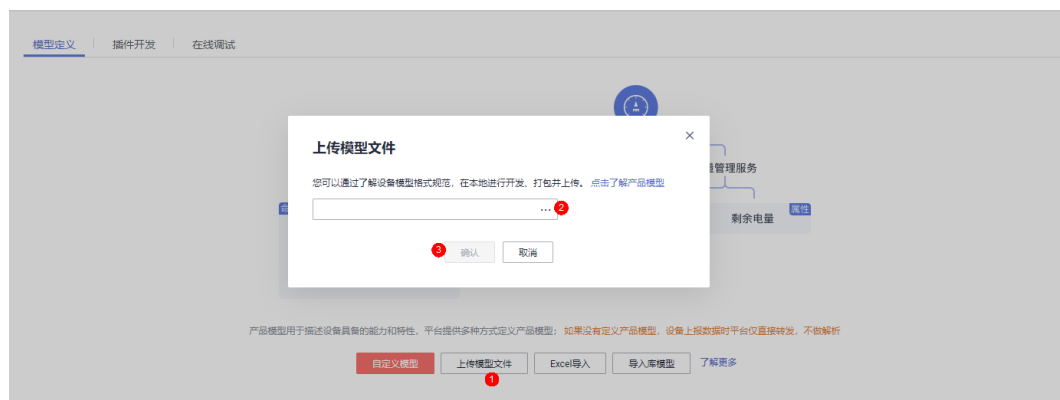 模型定义
插件开发
在线调试
上传模型文件
您可以通过了解设备模型格式规范，在本地进行开发、打包并上传。 点击了解产品模型
... 2
3 确认
取消
管理服务
剩余电量
属性
产品模型用于描述设备具备的能力和特性，平台提供多种方式定义产品模型；如果没有定义产品模型，设备上报数据时平台仅直接转发，不做解析
自定义模型
上传模型文件
Excel导入
导入库模型
了解更多
1